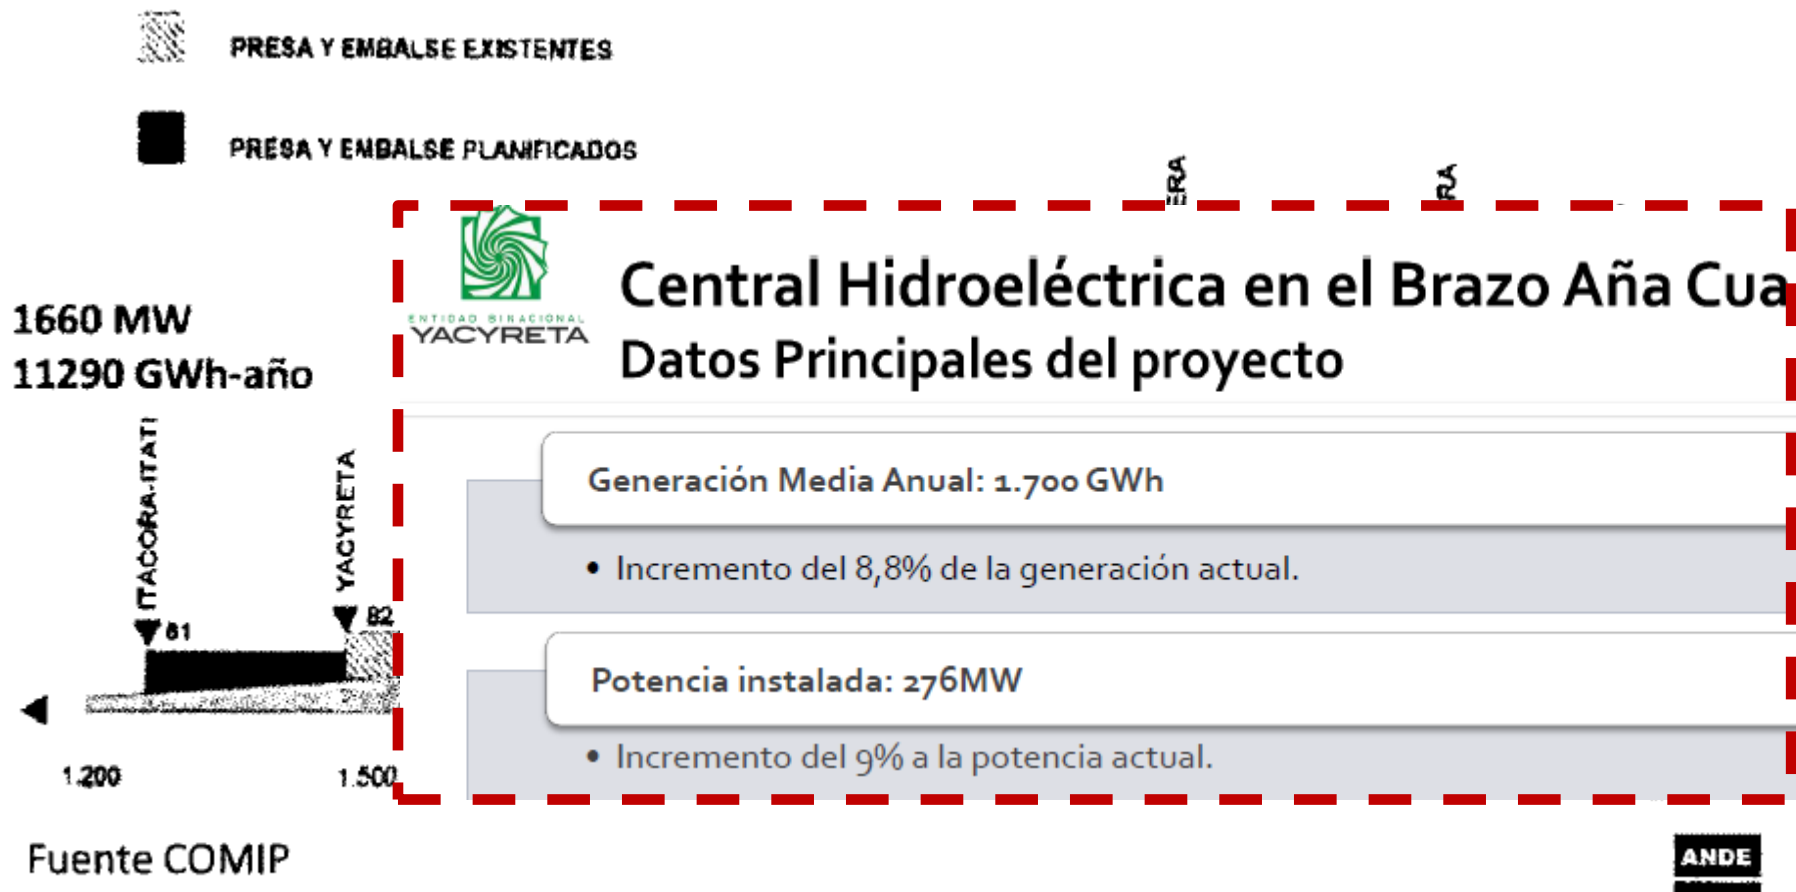 PRESA Y EMBALSE EXISTENTES
PRESA Y EMBALSE PLANIFICADOS
ERA
RA
ENTIDAD BINACIONAL
YACYRETA
Central Hidroeléctrica en el Brazo Aña Cua
Datos Principales del proyecto
1660 MW
11290 GWh-año
ITACORA-ITATI
YACYRETA
Generación Media Anual: 1.700 GWh
• Incremento del 8,8% de la generación actual.
61
82
Potencia instalada: 276MW
• Incremento del 9% a la potencia actual.
1.200
1.500
Fuente COMIP
ANDE